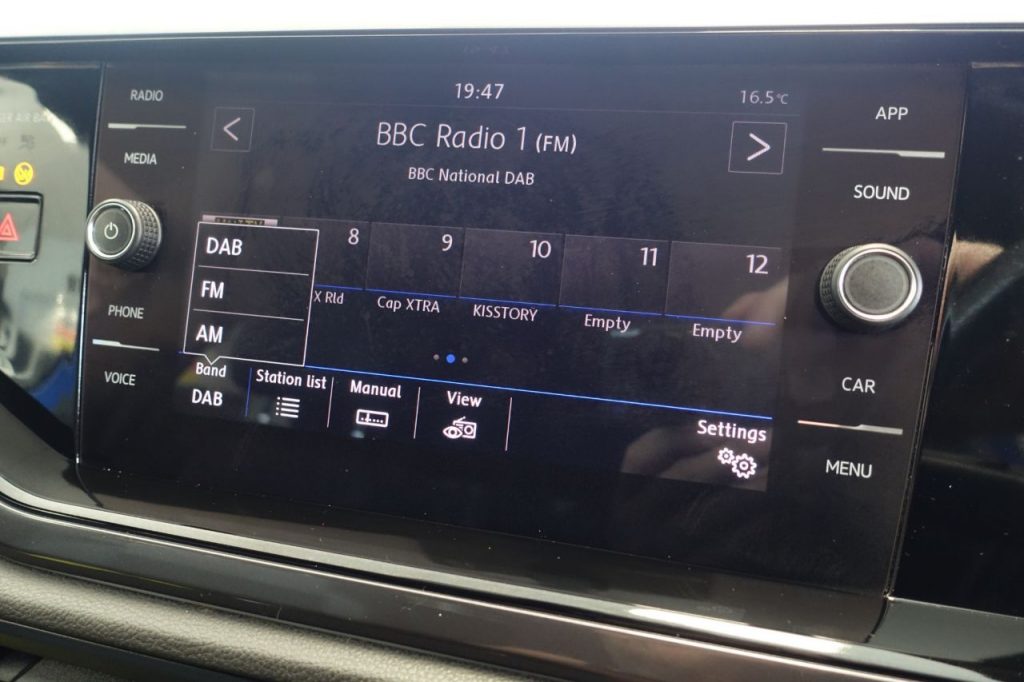 RADIO
MEDIA
PHONE
VOICE
19:47
16.5°C
BBC Radio 1 (FM)
BBC National DAB
8
9
10
11
12
X Rld
Cap XTRA
KISSTORY
Empty
Empty
DAB
FM
AM
Band
DAB
Station list
Manual
View
Settings
APP
SOUND
CAR
MENU